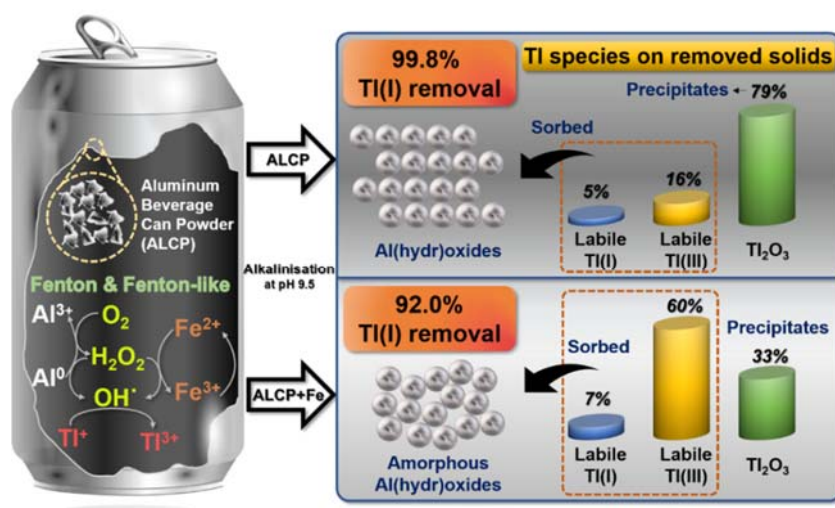 Aluminum
Beverage
Can Powder
(ALCP)
Fenton & Fenton-like
Al³⁺
O₂
Fe²⁺
H₂O₂
Al⁰
OH˙
Fe³⁺
Tl⁺
Tl³⁺
ALCP
Alkalinisation
at pH 9.5
ALCP+Fe
99.8%
Tl(I) removal
Tl species on removed solids
Precipitates
79%
Sorbed
16%
5%
Labile
Tl(I)
Labile
Tl(III)
Tl₂O₃
Al(hydr)oxides
92.0%
Tl(I) removal
60%
Precipitates
Sorbed
33%
7%
Labile
Tl(I)
Labile
Tl(III)
Tl₂O₃
Amorphous
Al(hydr)oxides